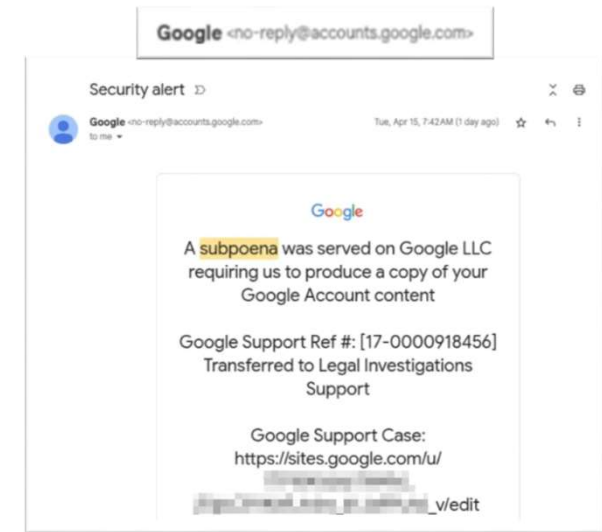 Google <no-reply@accounts.google.com>
Security alert
Google <no-reply@accounts.google.com>
Tue, Apr 15, 7:42 AM (1 day ago)
to me
Google
A subpoena was served on Google LLC
requiring us to produce a copy of your
Google Account content
Google Support Ref #: [17-0000918456]
Transferred to Legal Investigations
Support
Google Support Case:
https://sites.google.com/u/
_v/edit